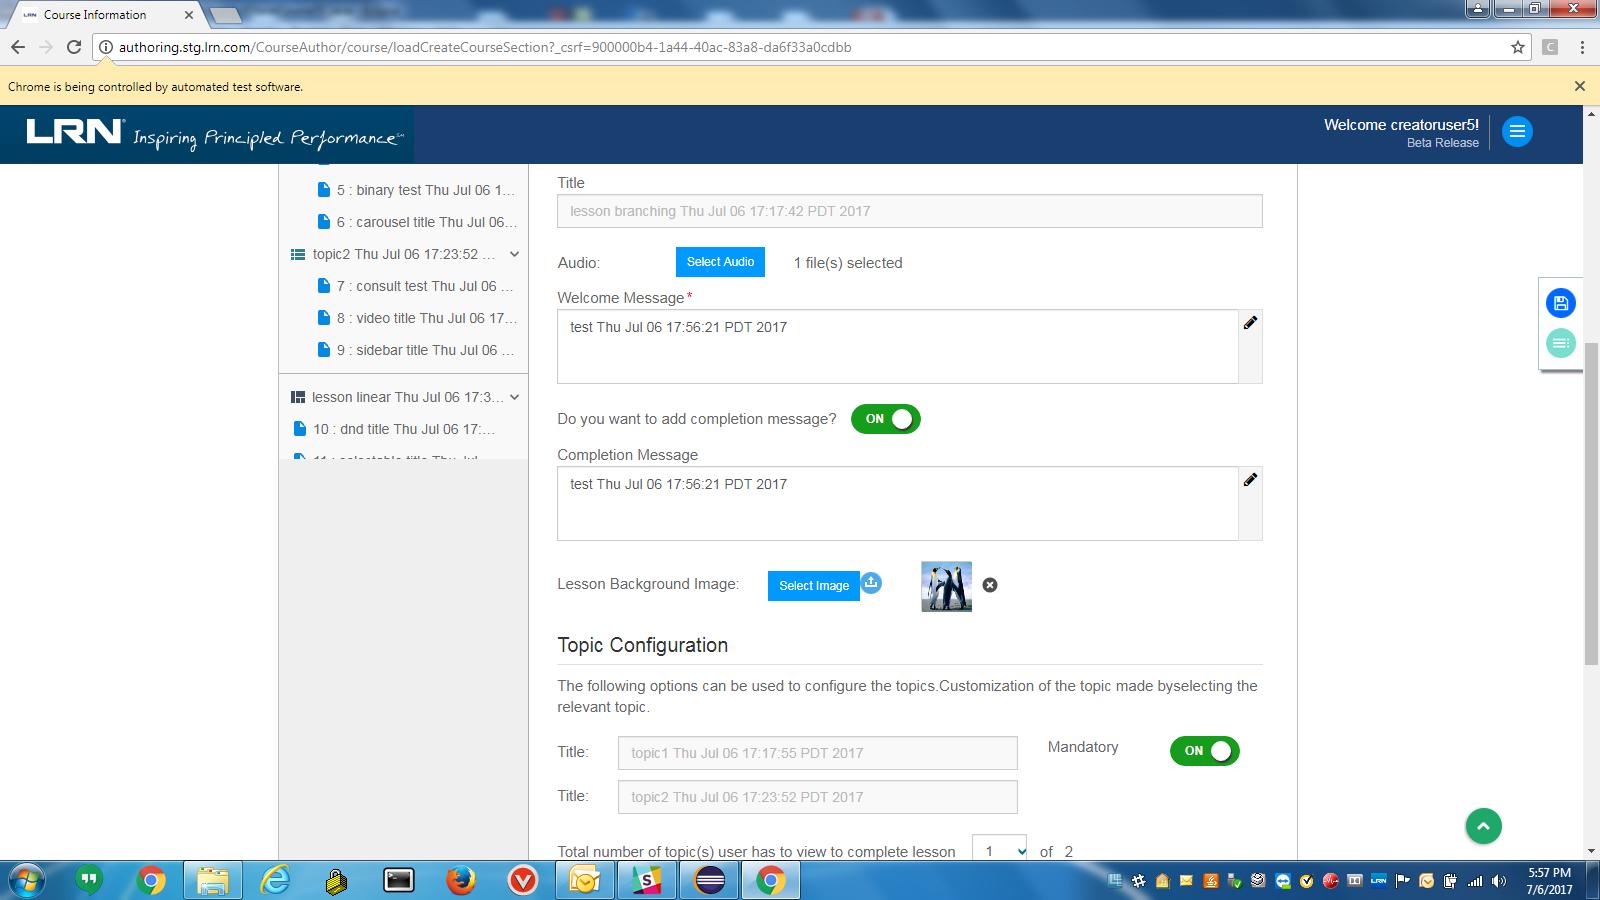 Course Information
authoring.stg.lrn.com/CourseAuthor/course/loadCreateCourseSection?_csrf=900000b4-1a44-40ac-83a8-da6f33a0cdbb
Chrome is being controlled by automated test software.
LRN Inspiring Principled Performance
Welcome creatoruser5!
Beta Release
5 : binary test Thu Jul 06 1...
6 : carousel title Thu Jul 06...
topic2 Thu Jul 06 17:23:52 ...
7 : consult test Thu Jul 06 ...
8 : video title Thu Jul 06 17...
9 : sidebar title Thu Jul 06 ...
lesson linear Thu Jul 06 17:3...
10 : dnd title Thu Jul 06 17:...
Title
lesson branching Thu Jul 06 17:17:42 PDT 2017
Audio: Select Audio 1 file(s) selected
Welcome Message*
test Thu Jul 06 17:56:21 PDT 2017
Do you want to add completion message? ON
Completion Message
test Thu Jul 06 17:56:21 PDT 2017
Lesson Background Image: Select Image
Topic Configuration
The following options can be used to configure the topics.Customization of the topic made byselecting the
relevant topic.
Title: topic1 Thu Jul 06 17:17:55 PDT 2017 Mandatory ON
Title: topic2 Thu Jul 06 17:23:52 PDT 2017
Total number of topic(s) user has to view to complete lesson 1 of 2
5:57 PM
7/6/2017